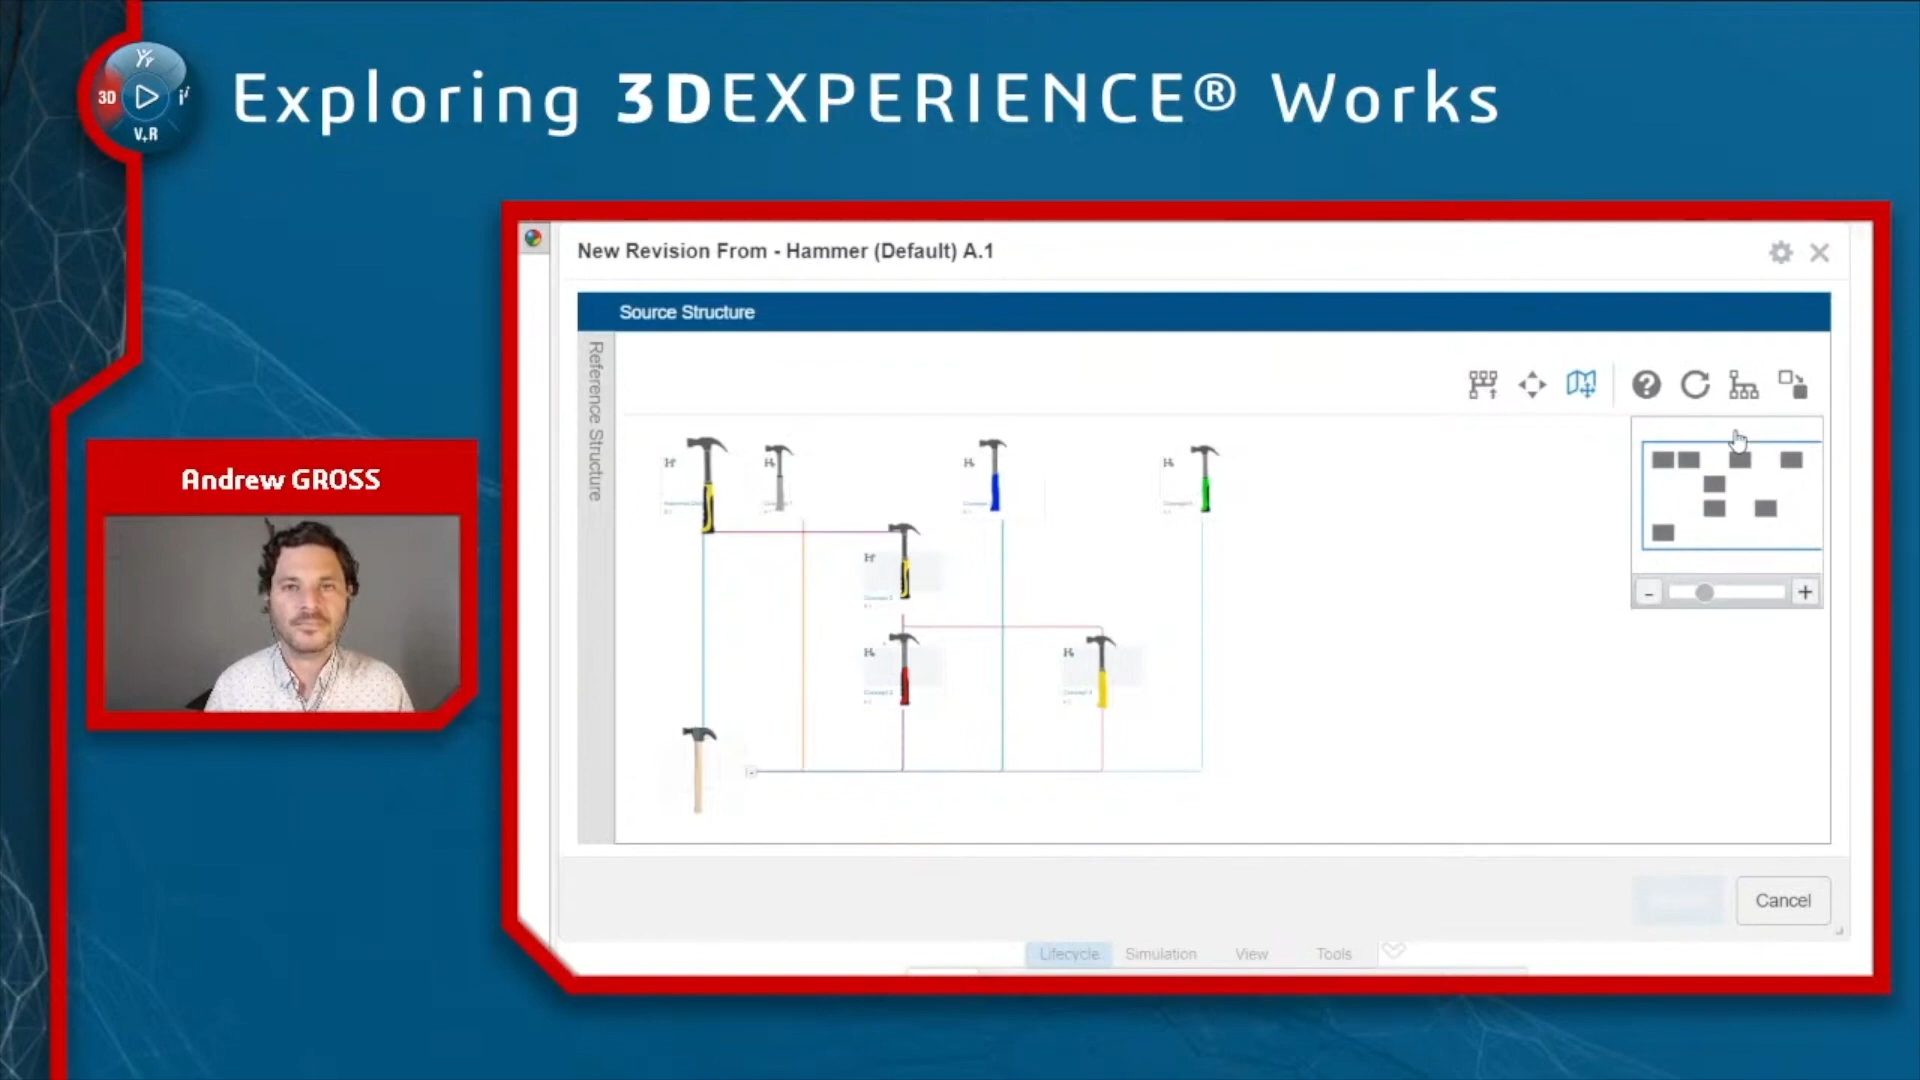 3D
V,R
Exploring 3DEXPERIENCE® Works
Andrew GROSS
New Revision From - Hammer (Default) A.1
Source Structure
Reference Structure
Cancel
Lifecycle
Simulation
View
Tools